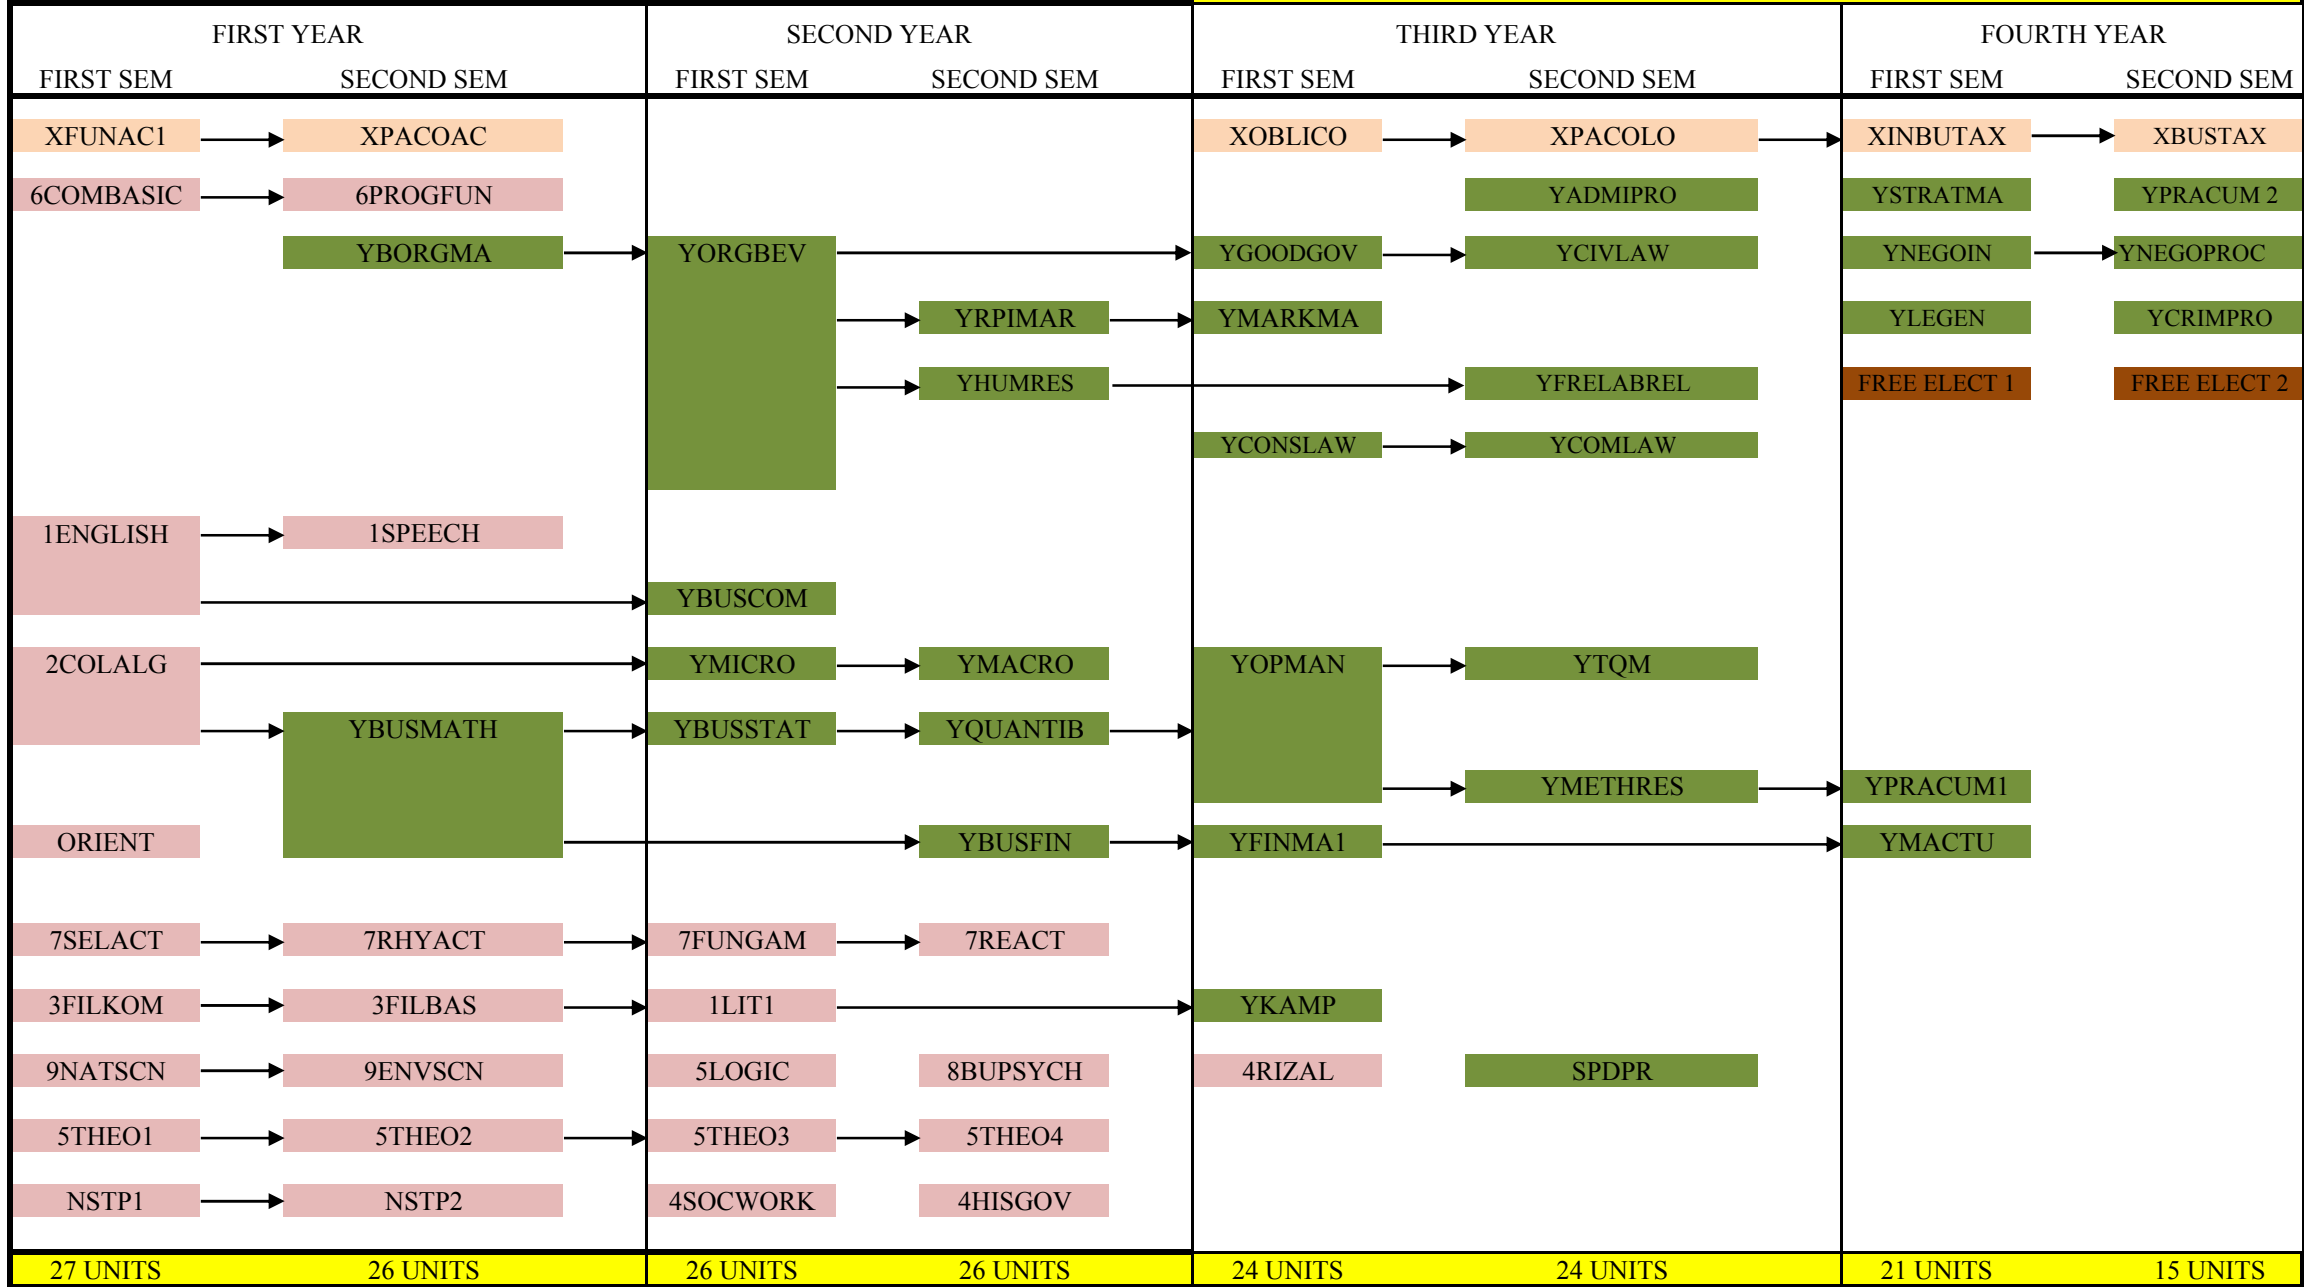 FIRST YEAR SECOND YEAR THIRD YEAR FOURTH YEAR
FIRST SEM SECOND SEM FIRST SEM SECOND SEM FIRST SEM SECOND SEM FIRST SEM SECOND SEM
XFUNAC1 XPACOAC XOBLICO XPACOLO XINBUTAX XBUSTAX
6COMBASIC 6PROGFUN YADMIPRO YSTRATMA YPRACUM 2
YBORGMA YORGBEV YGOODGOV YCIVLAW YNEGOIN YNEGOPROC
YRPIMAR YMARKMA YLEGEN YCRIMPRO
YHUMRES YFRELABREL FREE ELECT 1 FREE ELECT 2
YCONSLAW YCOMLAW
1ENGLISH 1SPEECH
YBUSCOM
2COLALG YMICRO YMACRO YOPMAN YTQM
YBUSMATH YBUSSTAT YQUANTIB
YMETHRES YPRACUM1
ORIENT YBUSFIN YFINMA1 YMACTU
7SELACT 7RHYACT 7FUNGAM 7REACT
3FILKOM 3FILBAS 1LIT1 YKAMP
9NATSCN 9ENVSCN 5LOGIC 8BUPSYCH 4RIZAL SPDPR
5THEO1 5THEO2 5THEO3 5THEO4
NSTP1 NSTP2 4SOCWORK 4HISGOV
27 UNITS 26 UNITS 26 UNITS 26 UNITS 24 UNITS 24 UNITS 21 UNITS 15 UNITS